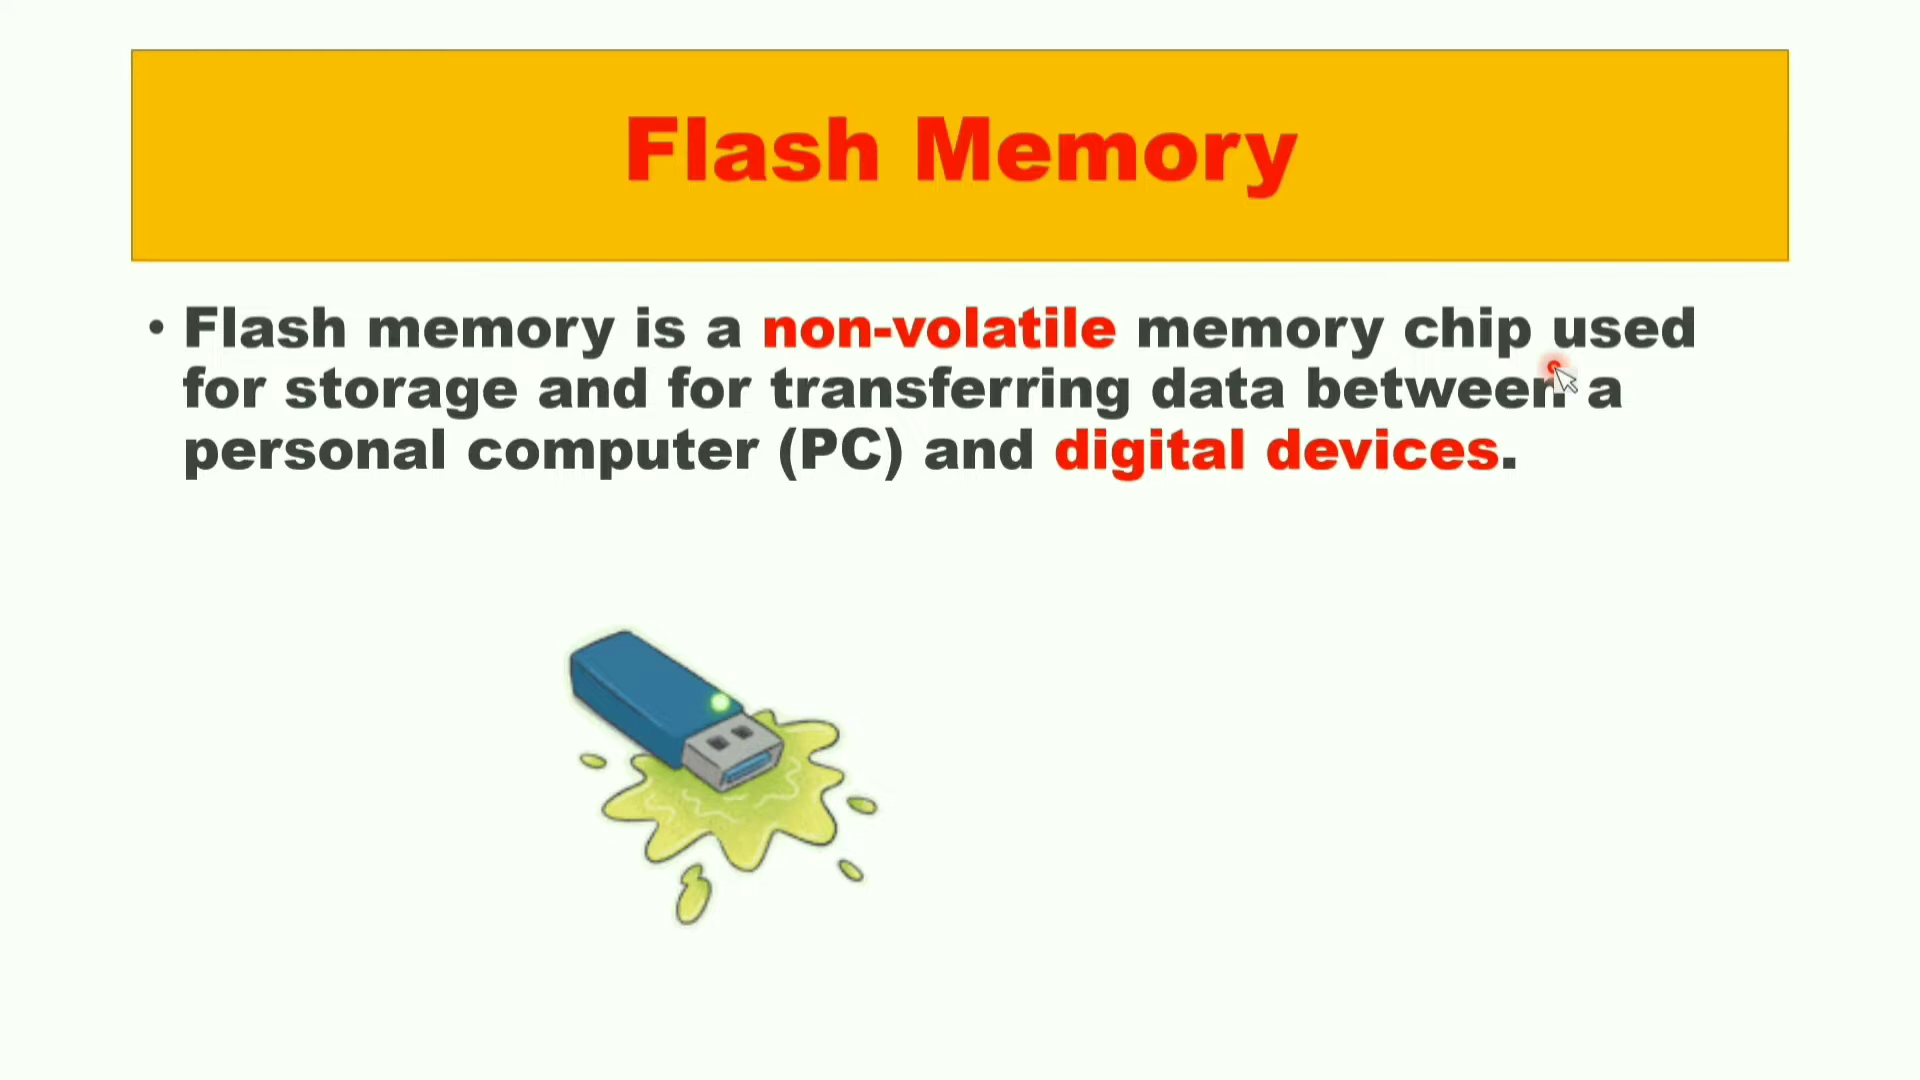 Flash Memory
• Flash memory is a non-volatile memory chip used
for storage and for transferring data between a
personal computer (PC) and digital devices.